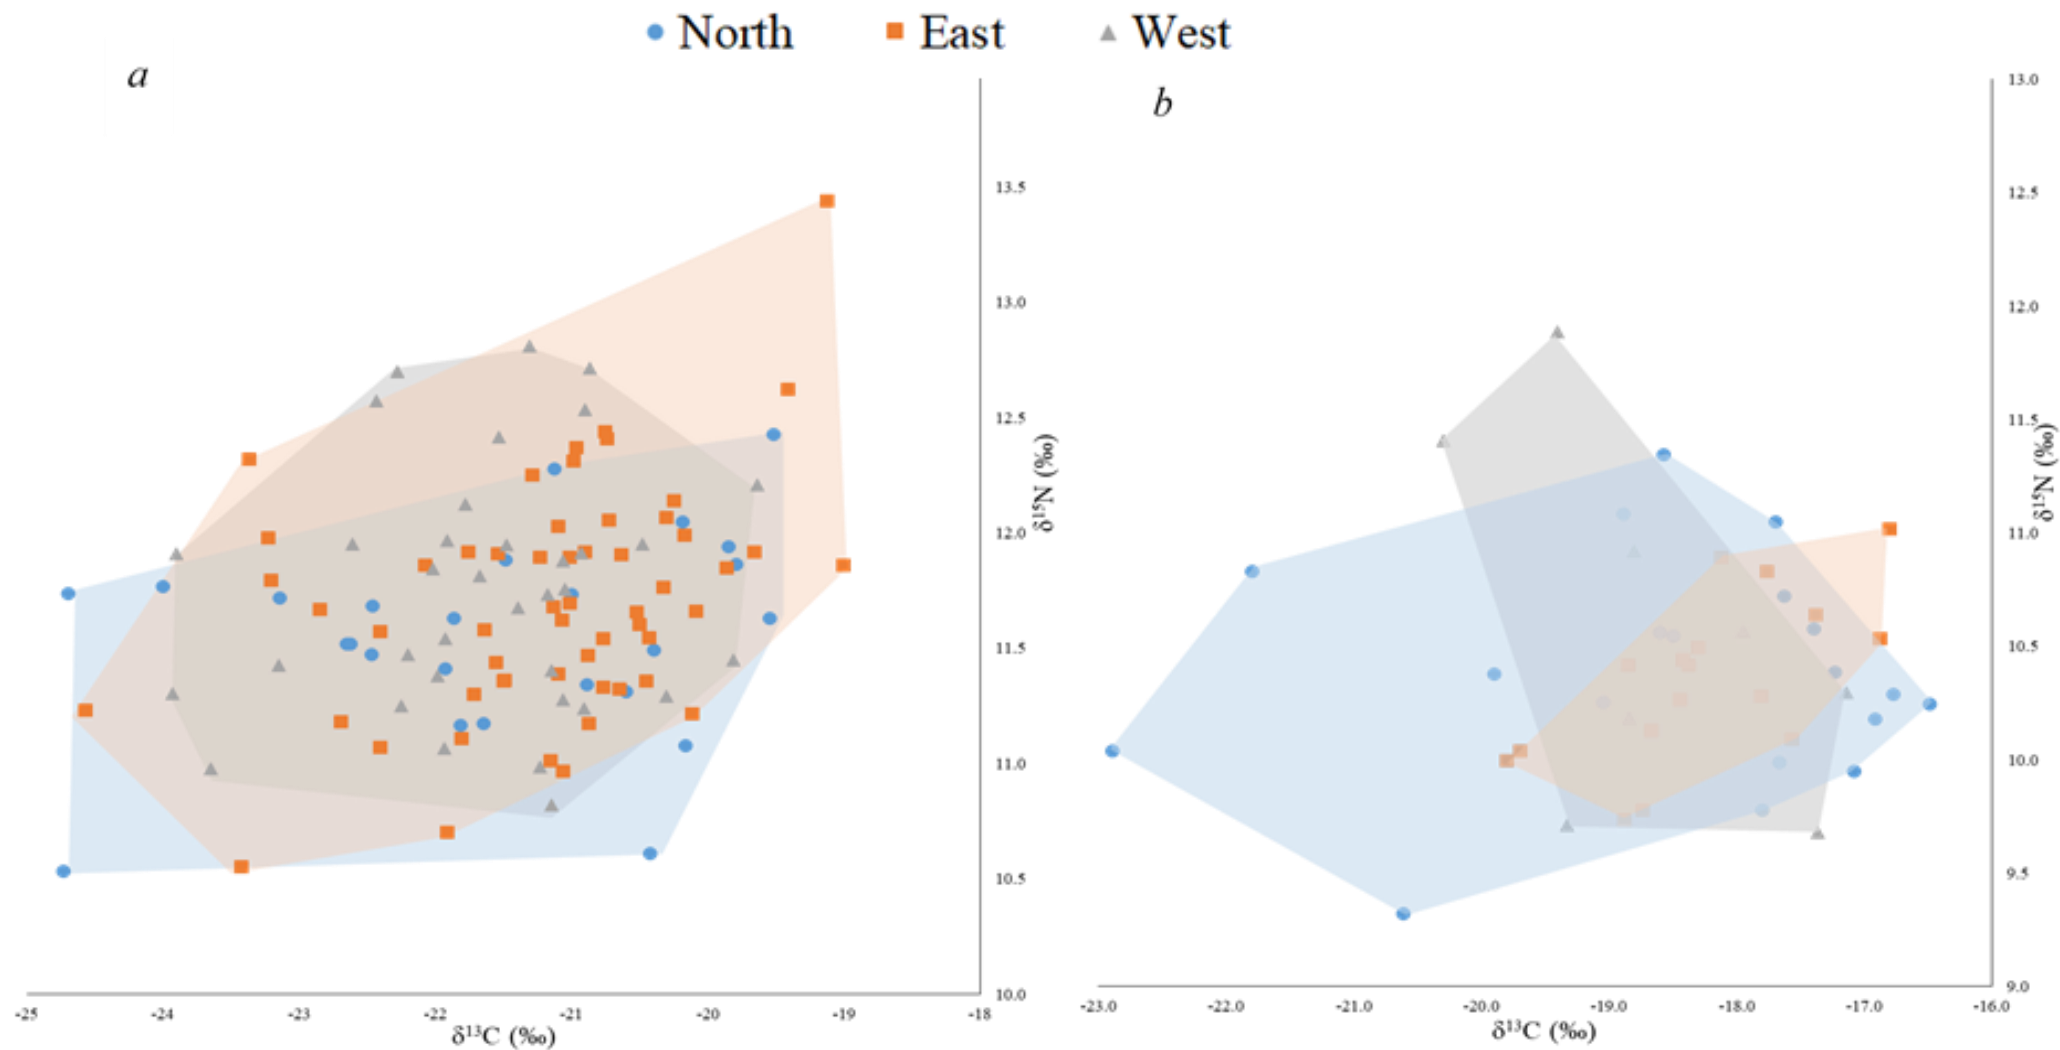 North East West
a
13.5
13.0
12.5
12.0
11.5
11.0
10.5
10.0
δ¹⁵N (‰)
-25 -24 -23 -22 -21 -20 -19 -18
δ¹³C (‰)
b
13.0
12.5
12.0
11.5
11.0
10.5
10.0
9.5
9.0
δ¹⁵N (‰)
-23.0 -22.0 -21.0 -20.0 -19.0 -18.0 -17.0 -16.0
δ¹³C (‰)